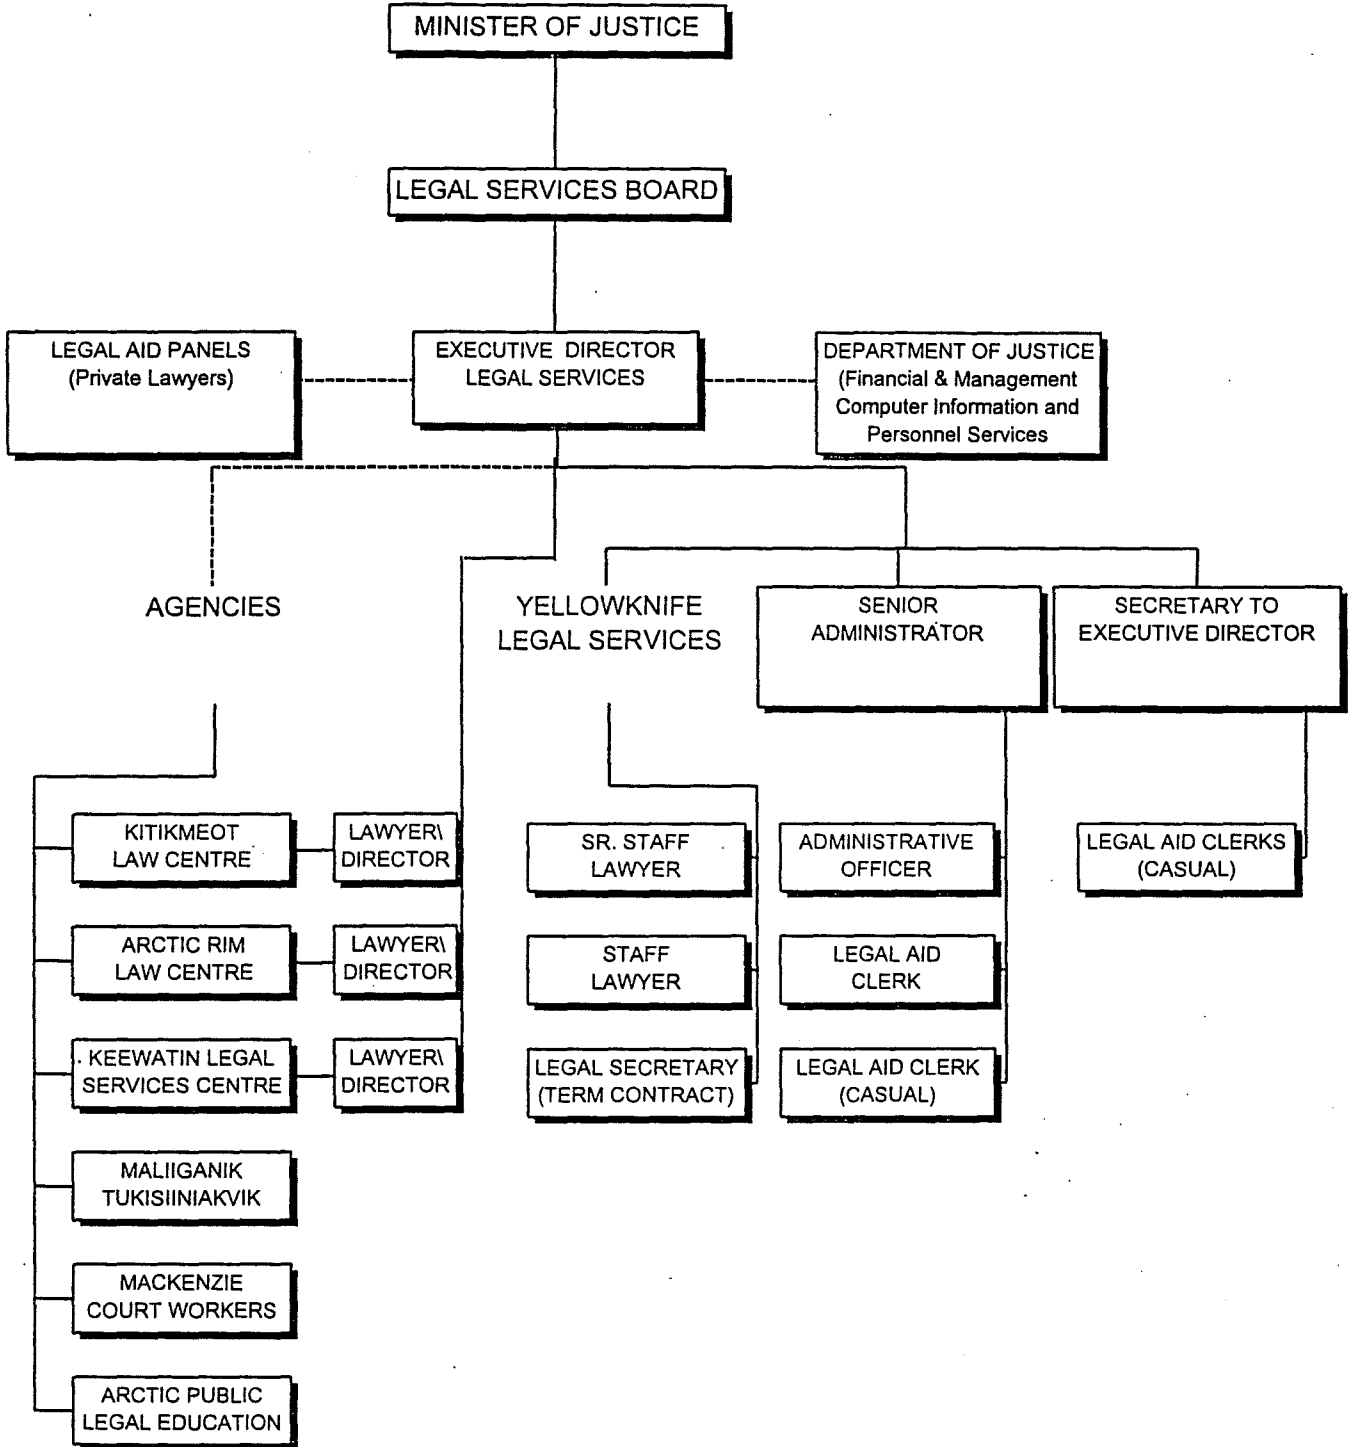 MINISTER OF JUSTICE
LEGAL SERVICES BOARD
LEGAL AID PANELS
(Private Lawyers)
EXECUTIVE DIRECTOR
LEGAL SERVICES
DEPARTMENT OF JUSTICE
(Financial & Management
Computer Information and
Personnel Services
AGENCIES
YELLOWKNIFE
LEGAL SERVICES
SENIOR
ADMINISTRATOR
SECRETARY TO
EXECUTIVE DIRECTOR
KITIKMEOT
LAW CENTRE
LAWYER\
DIRECTOR
SR. STAFF
LAWYER
ADMINISTRATIVE
OFFICER
LEGAL AID CLERKS
(CASUAL)
ARCTIC RIM
LAW CENTRE
LAWYER\
DIRECTOR
STAFF
LAWYER
LEGAL AID
CLERK
KEEWATIN LEGAL
SERVICES CENTRE
LAWYER\
DIRECTOR
LEGAL SECRETARY
(TERM CONTRACT)
LEGAL AID CLERK
(CASUAL)
MALIIGANIK
TUKISIINIAKVIK
MACKENZIE
COURT WORKERS
ARCTIC PUBLIC
LEGAL EDUCATION